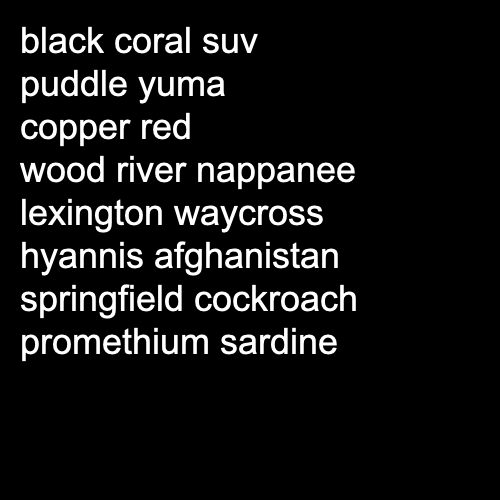 black coral suv
puddle yuma
copper red
wood river nappanee
lexington waycross
hyannis afghanistan
springfield cockroach
promethium sardine